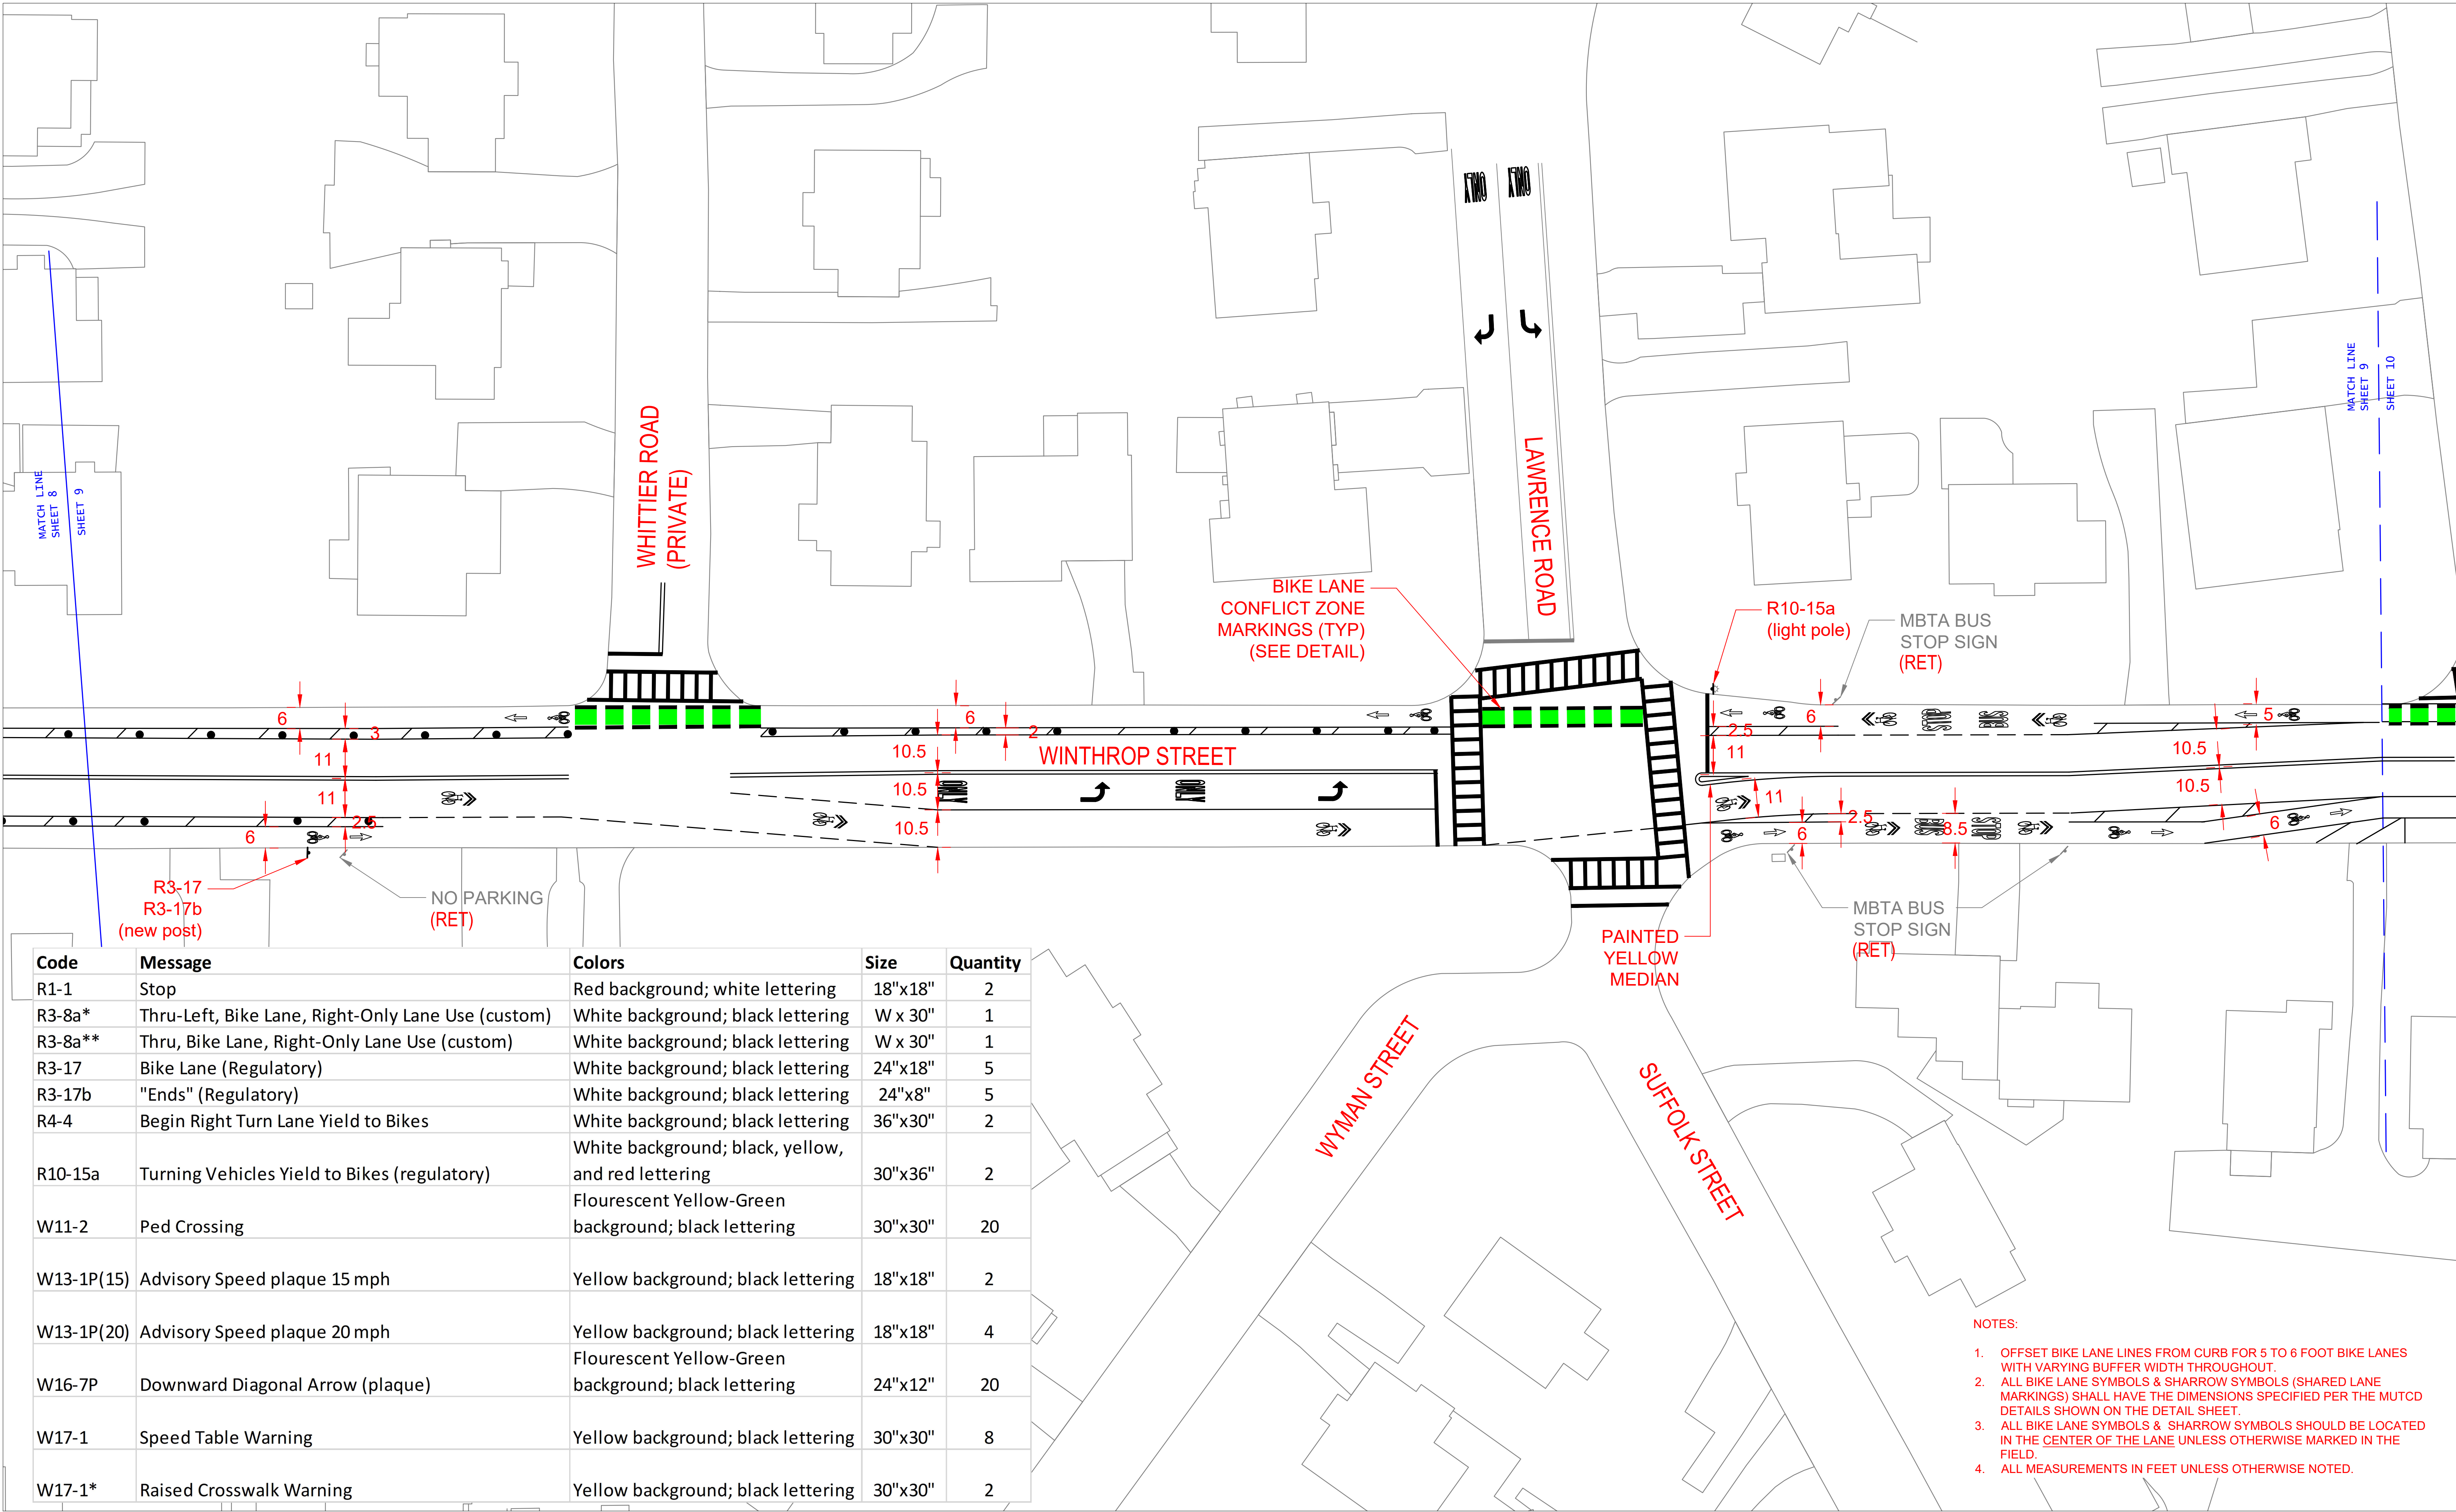 ONLY ONLY
MATCH LINE
SHEET 8
SHEET 9
WHITTIER ROAD
(PRIVATE)
LAWRENCE ROAD
MATCH LINE
SHEET 9
SHEET 10
BIKE LANE
CONFLICT ZONE
MARKINGS (TYP)
(SEE DETAIL)
R10-15a
(light pole)
MBTA BUS
STOP SIGN
(RET)
6
3
11
11
2.5
6
6
2
10.5
10.5
10.5
WINTHROP STREET
ONLY
ONLY
2.5
11
6
STOP
BUS
5
10.5
10.5
11
2.5
6
BUS
8.5
STOP
6
R3-17
R3-17b
(new post)
NO PARKING
(RET)
PAINTED
YELLOW
MEDIAN
MBTA BUS
STOP SIGN
(RET)
WYMAN STREET
SUFFOLK STREET
Code Message Colors Size Quantity
R1-1 Stop Red background; white lettering 18"x18" 2
R3-8a* Thru-Left, Bike Lane, Right-Only Lane Use (custom) White background; black lettering W x 30" 1
R3-8a** Thru, Bike Lane, Right-Only Lane Use (custom) White background; black lettering W x 30" 1
R3-17 Bike Lane (Regulatory) White background; black lettering 24"x18" 5
R3-17b "Ends" (Regulatory) White background; black lettering 24"x8" 5
R4-4 Begin Right Turn Lane Yield to Bikes White background; black lettering 36"x30" 2
White background; black, yellow,
R10-15a Turning Vehicles Yield to Bikes (regulatory) and red lettering 30"x36" 2
Flourescent Yellow-Green
W11-2 Ped Crossing background; black lettering 30"x30" 20
W13-1P(15) Advisory Speed plaque 15 mph Yellow background; black lettering 18"x18" 2
W13-1P(20) Advisory Speed plaque 20 mph Yellow background; black lettering 18"x18" 4
Flourescent Yellow-Green
W16-7P Downward Diagonal Arrow (plaque) background; black lettering 24"x12" 20
W17-1 Speed Table Warning Yellow background; black lettering 30"x30" 8
W17-1* Raised Crosswalk Warning Yellow background; black lettering 30"x30" 2
NOTES:
1. OFFSET BIKE LANE LINES FROM CURB FOR 5 TO 6 FOOT BIKE LANES
WITH VARYING BUFFER WIDTH THROUGHOUT.
2. ALL BIKE LANE SYMBOLS & SHARROW SYMBOLS (SHARED LANE
MARKINGS) SHALL HAVE THE DIMENSIONS SPECIFIED PER THE MUTCD
DETAILS SHOWN ON THE DETAIL SHEET.
3. ALL BIKE LANE SYMBOLS & SHARROW SYMBOLS SHOULD BE LOCATED
IN THE CENTER OF THE LANE UNLESS OTHERWISE MARKED IN THE
FIELD.
4. ALL MEASUREMENTS IN FEET UNLESS OTHERWISE NOTED.